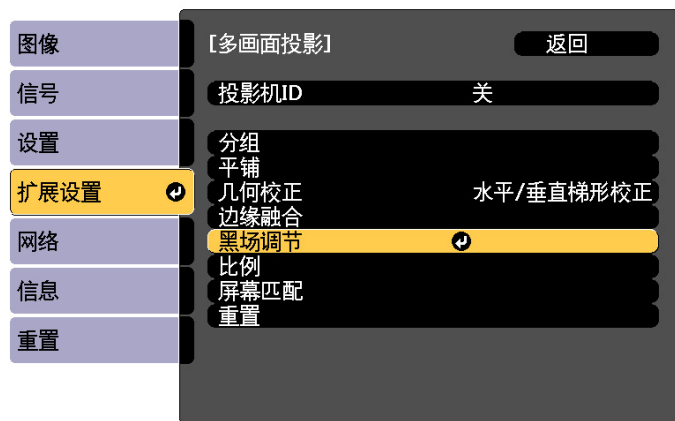 图像
信号
设置
扩展设置
网络
信息
重置
[多画面投影]
返回
投影机ID 关
分组
平铺
几何校正 水平/垂直梯形校正
边缘融合
黑场调节
比例
屏幕匹配
重置